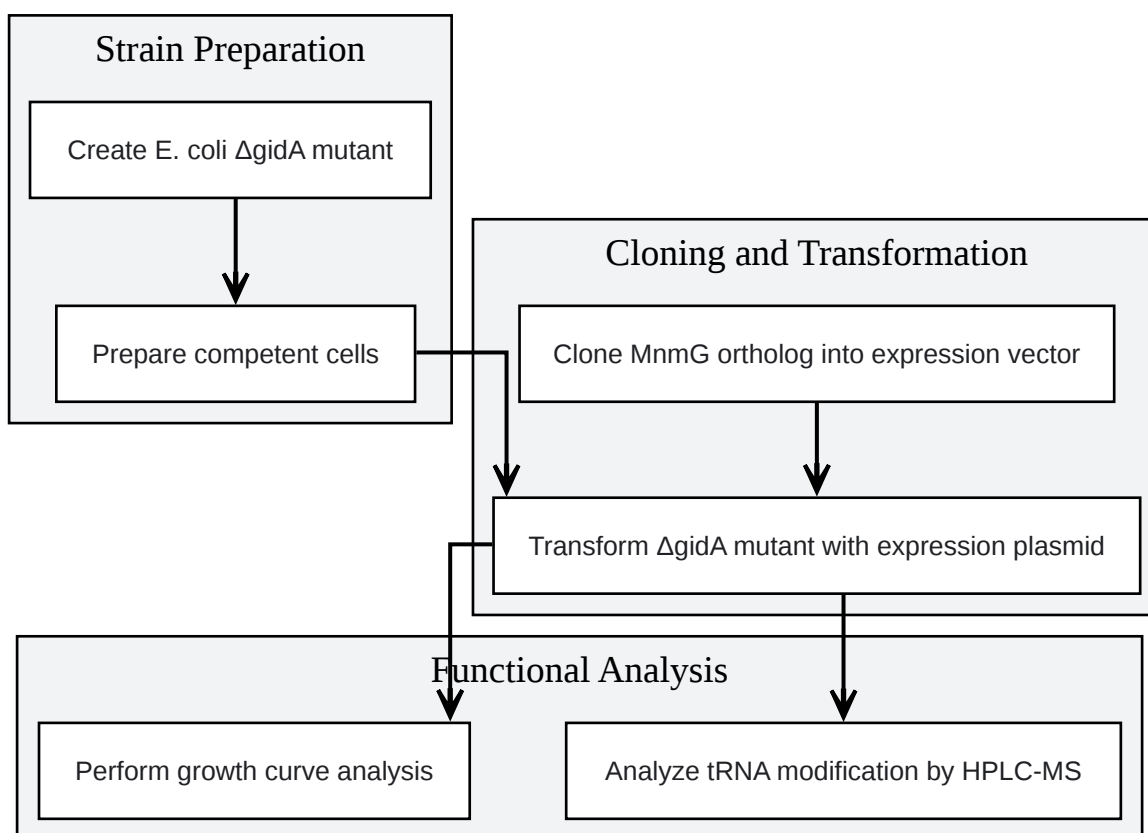 Strain Preparation
Create E. coli ΔgidA mutant
Prepare competent cells
Cloning and Transformation
Clone MnmG ortholog into expression vector
Transform ΔgidA mutant with expression plasmid
Functional Analysis
Perform growth curve analysis
Analyze tRNA modification by HPLC-MS